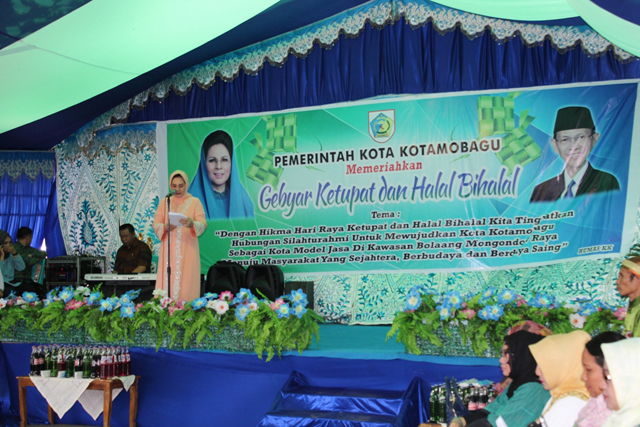 PEMERINTAH KOTA KOTAMOBAGU
Memeriahkan
Gebyar Ketupat dan Halal Bihalal
Tema :
"Dengan Hikma Hari Raya Ketupat dan Halal Bihalal Kita Tingkatkan
Hubungan Silahturahmi Untuk Mewujudkan Kota Kotamobagu
Sebagai Kota Model Jasa Di Kawasan Bolaang Mongondow Raya
Menuju Masyarakat Yang Sejahtera, Berbudaya dan Berdaya Saing"